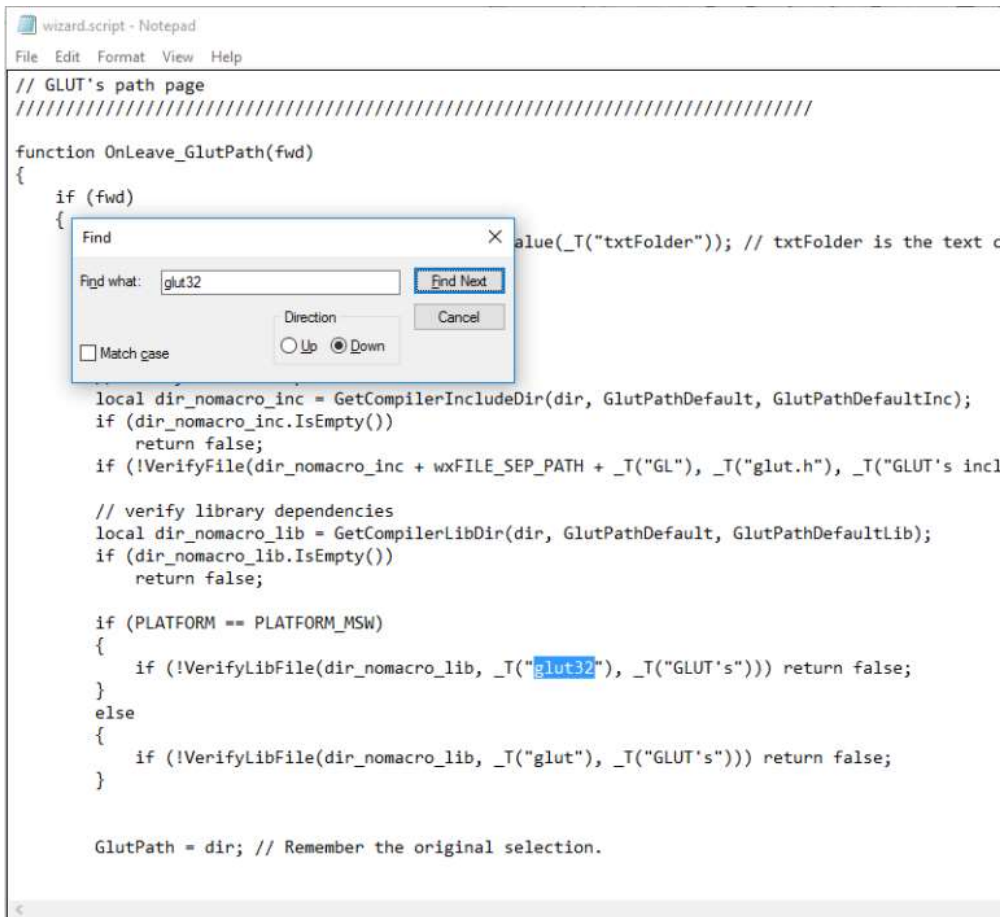 wizard.script - Notepad
File Edit Format View Help
// GLUT's path page
////////////////////////////////////////////////////////////////////////////////
function OnLeave_GlutPath(fwd)
{
    if (fwd)
    {
Find
alue(_T("txtFolder")); // txtFolder is the text
Find what: glut32 Find Next
Direction Cancel
Match case Up Down
        local dir_nomacro_inc = GetCompilerIncludeDir(dir, GlutPathDefault, GlutPathDefaultInc);
        if (dir_nomacro_inc.IsEmpty())
            return false;
        if (!VerifyFile(dir_nomacro_inc + wxFILE_SEP_PATH + _T("GL"), _T("glut.h"), _T("GLUT's incl
        // verify library dependencies
        local dir_nomacro_lib = GetCompilerLibDir(dir, GlutPathDefault, GlutPathDefaultLib);
        if (dir_nomacro_lib.IsEmpty())
            return false;
        if (PLATFORM == PLATFORM_MSW)
        {
            if (!VerifyLibFile(dir_nomacro_lib, _T("glut32"), _T("GLUT's"))) return false;
        }
        else
        {
            if (!VerifyLibFile(dir_nomacro_lib, _T("glut"), _T("GLUT's"))) return false;
        }
        GlutPath = dir; // Remember the original selection.